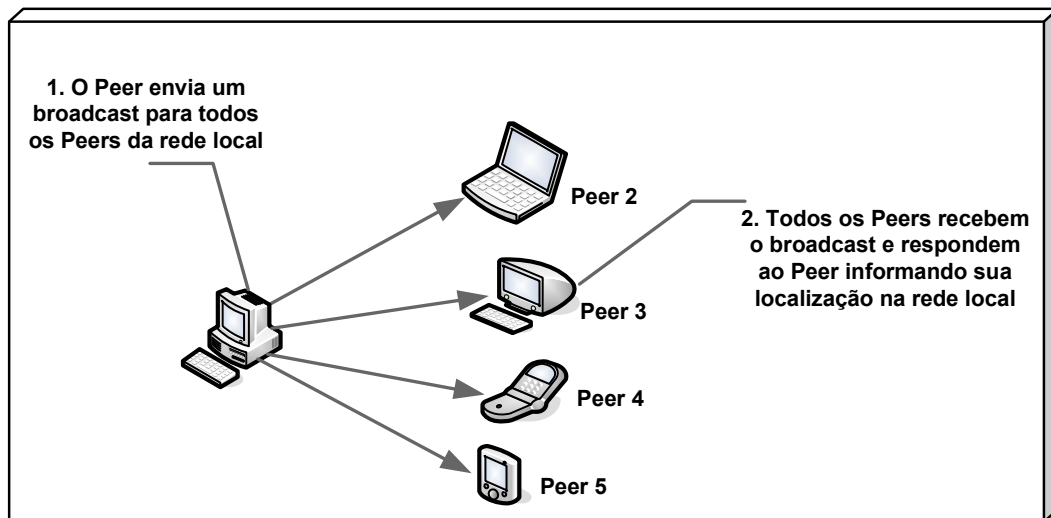 1. O Peer envia um
broadcast para todos
os Peers da rede local
Peer 2
2. Todos os Peers recebem
o broadcast e respondem
ao Peer informando sua
localização na rede local
Peer 3
Peer 4
Peer 5